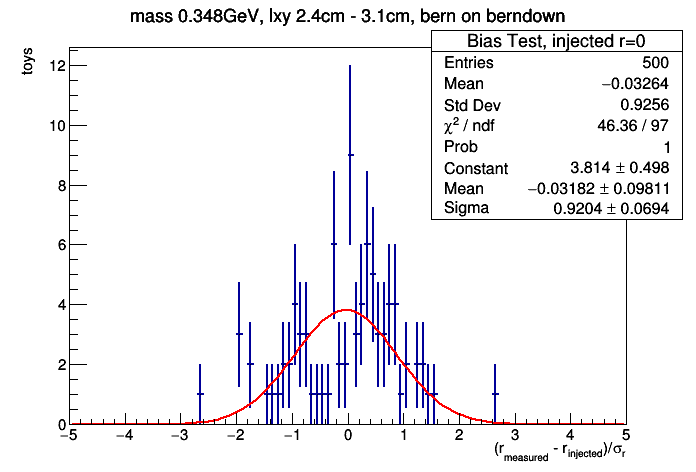 mass 0.348GeV, lxy 2.4cm - 3.1cm, bern on berndown
toys
Bias Test, injected r=0
Entries 500
Mean −0.03264
Std Dev 0.9256
χ² / ndf 46.36 / 97
Prob 1
Constant 3.814 ± 0.498
Mean −0.03182 ± 0.09811
Sigma 0.9204 ± 0.0694
12
10
8
6
4
2
0
−5 −4 −3 −2 −1 0 1 2 3 4 5
(r_measured - r_injected)/σ_r